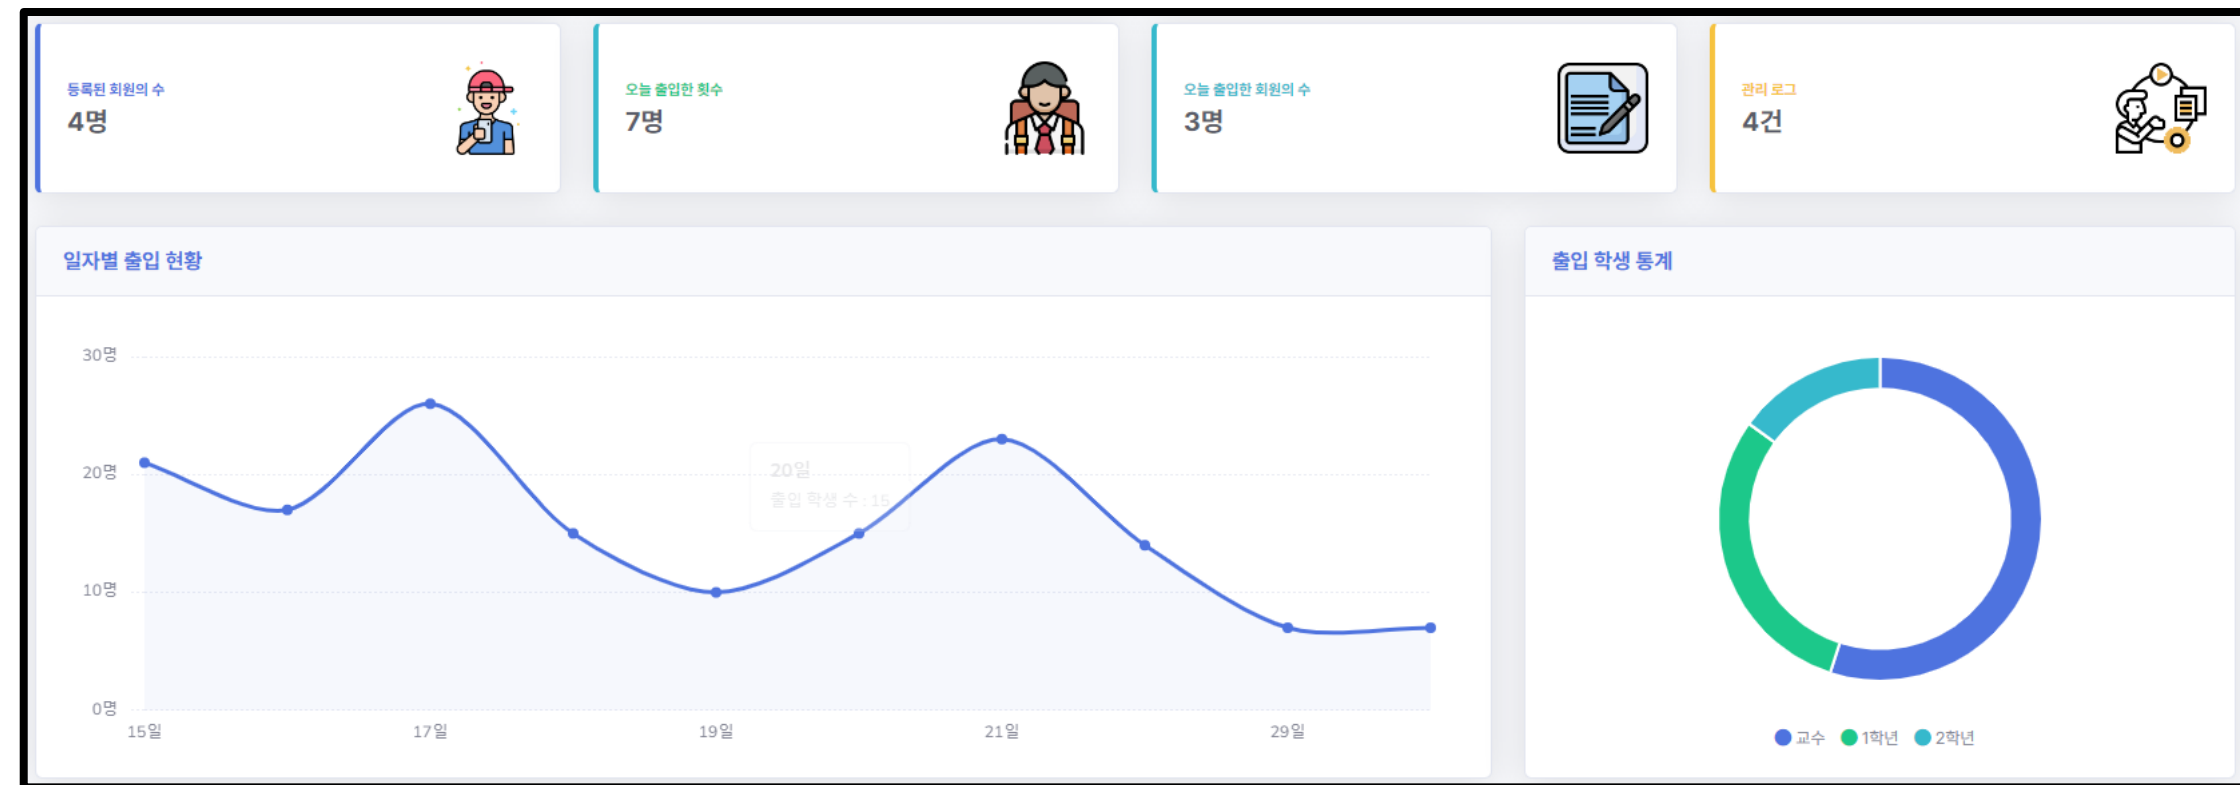 등록된 회원의 수
4명
오늘 출입한 횟수
7명
오늘 출입한 회원의 수
3명
관리 로그
4건
일자별 출입 현황
30명
20명
10명
0명
20일
출입 학생 수 : 15
15일 17일 19일 21일 29일
출입 학생 통계
교수 1학년 2학년